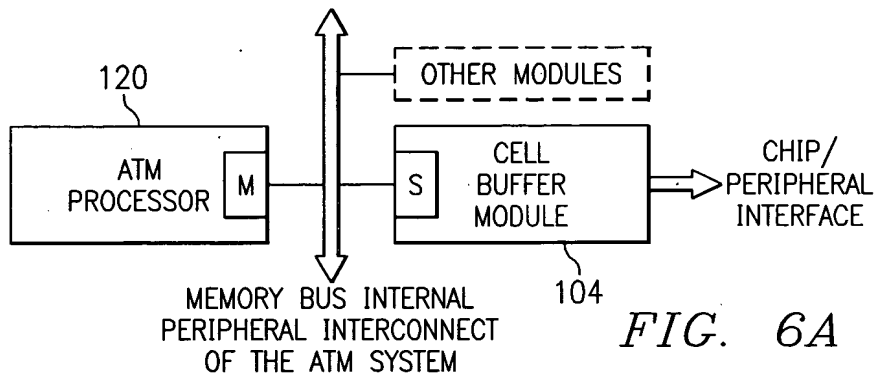 OTHER MODULES
120
ATM
PROCESSOR
M
S
CELL
BUFFER
MODULE
CHIP/
PERIPHERAL
INTERFACE
104
MEMORY BUS INTERNAL
PERIPHERAL INTERCONNECT
OF THE ATM SYSTEM
FIG. 6A